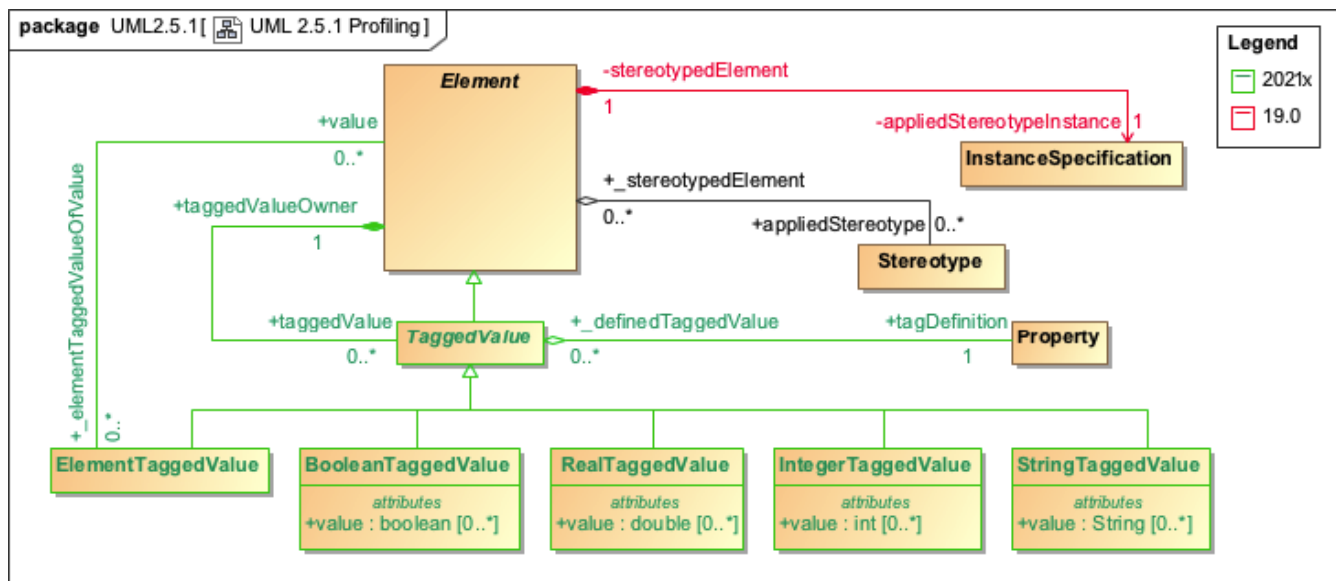 package UML2.5.1[ UML 2.5.1 Profiling ]
Legend
2021x
19.0
Element
-stereotypedElement
1
-appliedStereotypeInstance
1
InstanceSpecification
+value
0..*
+_stereotypedElement
0..*
+appliedStereotype
0..*
Stereotype
+taggedValueOwner
1
+_elementTaggedValueOfValue
0..*
+taggedValue
0..*
TaggedValue
+_definedTaggedValue
0..*
+tagDefinition
1
Property
ElementTaggedValue
BooleanTaggedValue
attributes
+value : boolean [0..*]
RealTaggedValue
attributes
+value : double [0..*]
IntegerTaggedValue
attributes
+value : int [0..*]
StringTaggedValue
attributes
+value : String [0..*]